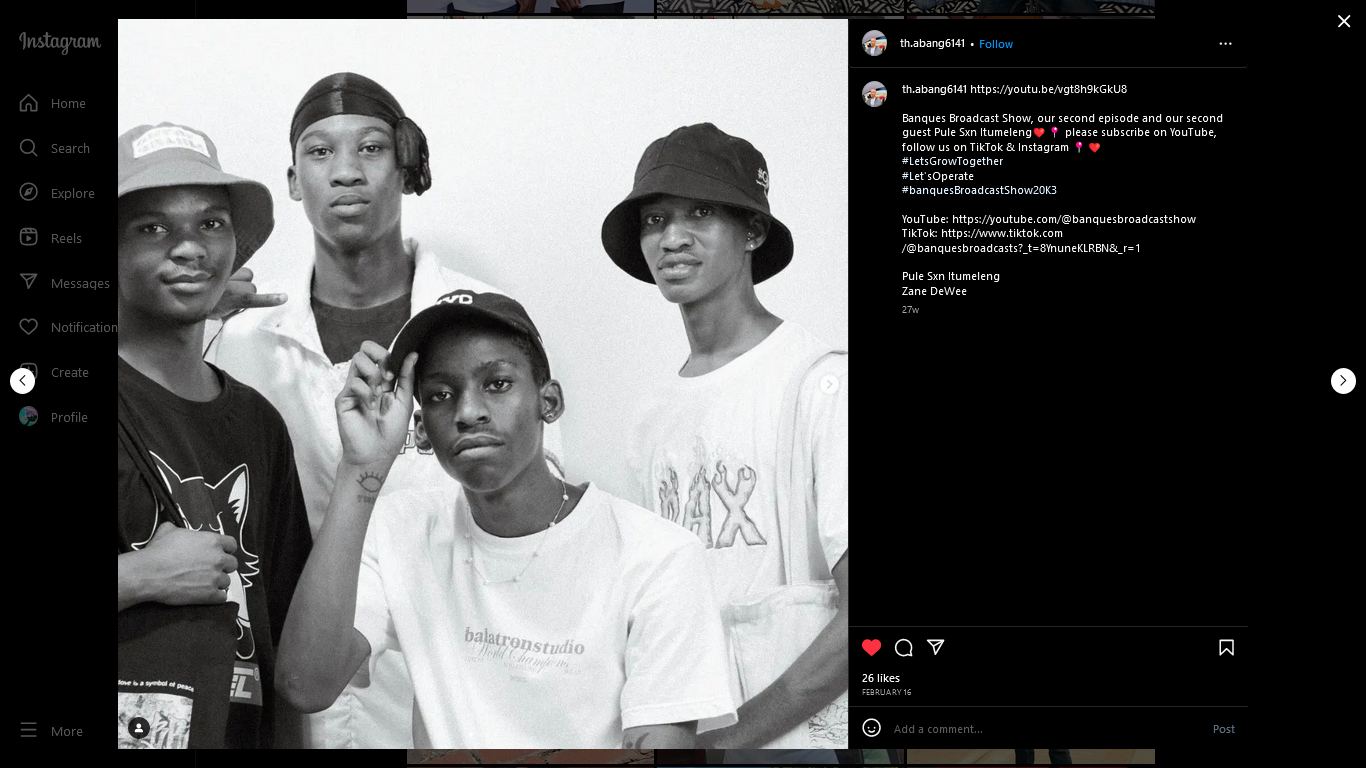 Instagram
Home
Search
Explore
Reels
Messages
Notification
Create
Profile
More
NAX
balatronstudio
World Champions
love is a symbol of peace
EL
th.abang6141 • Follow
th.abang6141 https://youtu.be/vgt8h9kGkU8
Banques Broadcast Show, our second episode and our second
guest Pule Sxn Itumeleng❤️ 📍 please subscribe on YouTube,
follow us on TikTok & Instagram 📍 ❤️
#LetsGrowTogether
#Let'sOperate
#banquesBroadcastShow20K3
YouTube: https://youtube.com/@banquesbroadcastshow
TikTok: https://www.tiktok.com
/@banquesbroadcasts?_t=8YnuneKLRBN&_r=1
Pule Sxn Itumeleng
Zane DeWee
27w
26 likes
FEBRUARY 16
Add a comment...
Post